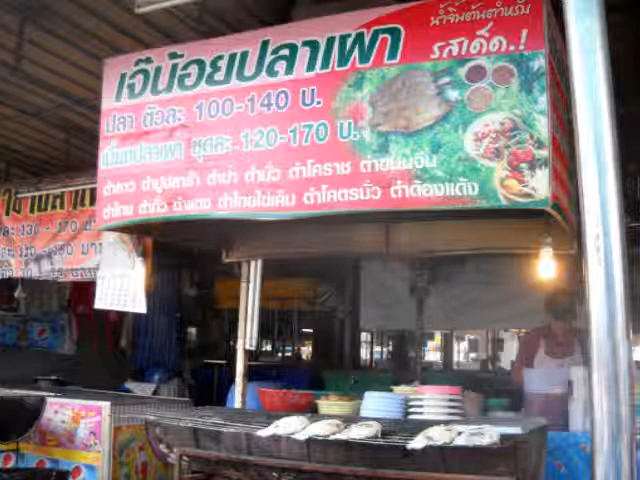 น้ำจิ้มต้นตำหรับ
รสเด็ด.!
เจ๊น้อยปลาเผา
ปลา ตัวละ 100-140 บ.
เมี่ยงปลาเผา ชุดละ 120-170 บ.
ตำลาว ตำปูปลาร้า ตำป่า ตำมั่ว ตำโคราช ตำขนมจีน
ตำไทย ตำถั่ว ตำแตง ตำไทยไข่เค็ม ตำโคตรมั่ว ตำด้องแด้ง